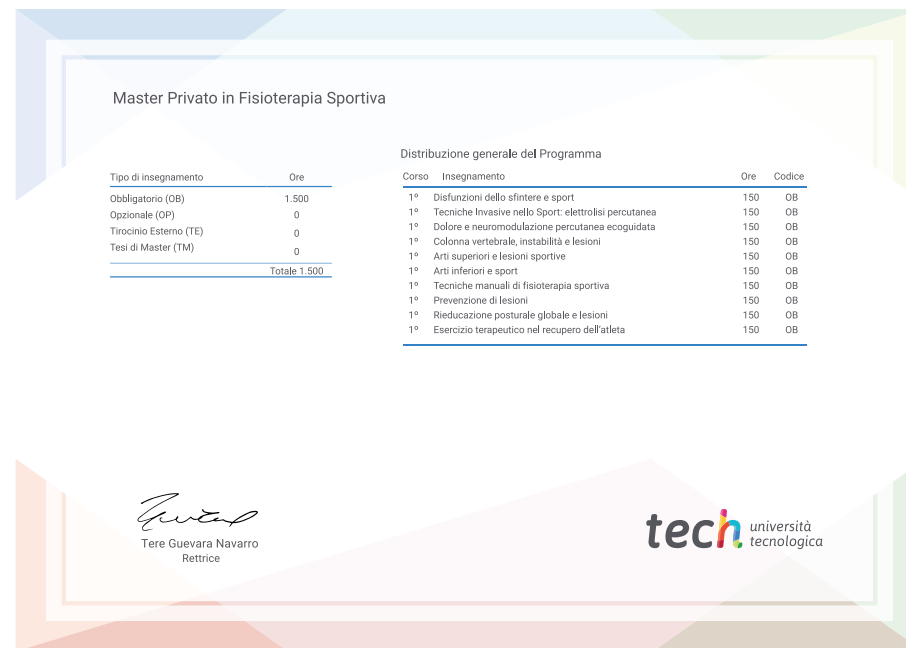 Master Privato in Fisioterapia Sportiva
Tipo di insegnamento Ore
Obbligatorio (OB) 1.500
Opzionale (OP) 0
Tirocinio Esterno (TE) 0
Tesi di Master (TM) 0
Totale 1.500
Distribuzione generale del Programma
Corso Insegnamento Ore Codice
1º Disfunzioni dello sfintere e sport 150 OB
1º Tecniche Invasive nello Sport: elettrolisi percutanea 150 OB
1º Dolore e neuromodulazione percutanea ecoguidata 150 OB
1º Colonna vertebrale, instabilità e lesioni 150 OB
1º Arti superiori e lesioni sportive 150 OB
1º Arti inferiori e sport 150 OB
1º Tecniche manuali di fisioterapia sportiva 150 OB
1º Prevenzione di lesioni 150 OB
1º Rieducazione posturale globale e lesioni 150 OB
1º Esercizio terapeutico nel recupero dell'atleta 150 OB
Tere Guevara Navarro
Rettrice
tech università
tecnologica